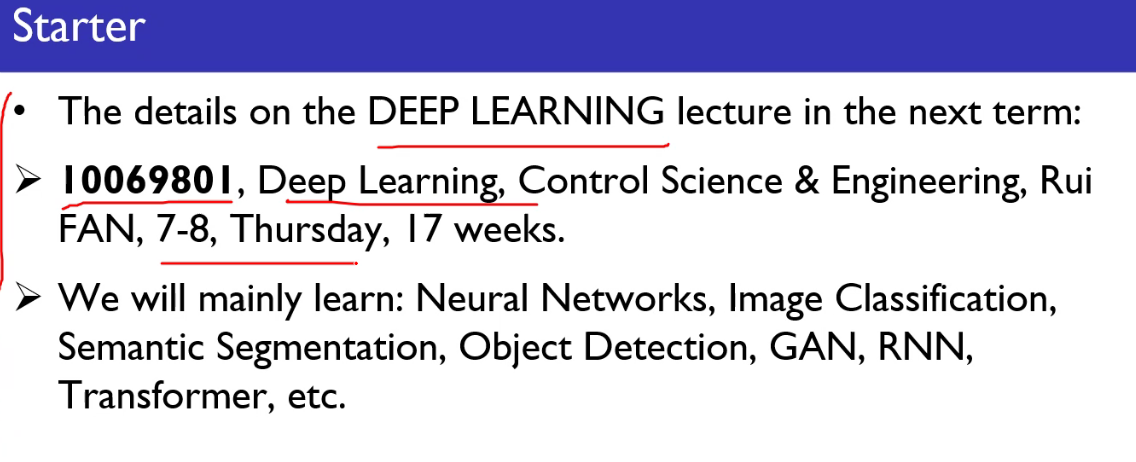 Starter
• The details on the DEEP LEARNING lecture in the next term:
➢ 10069801, Deep Learning, Control Science & Engineering, Rui
FAN, 7-8, Thursday, 17 weeks.
➢ We will mainly learn: Neural Networks, Image Classification,
Semantic Segmentation, Object Detection, GAN, RNN,
Transformer, etc.